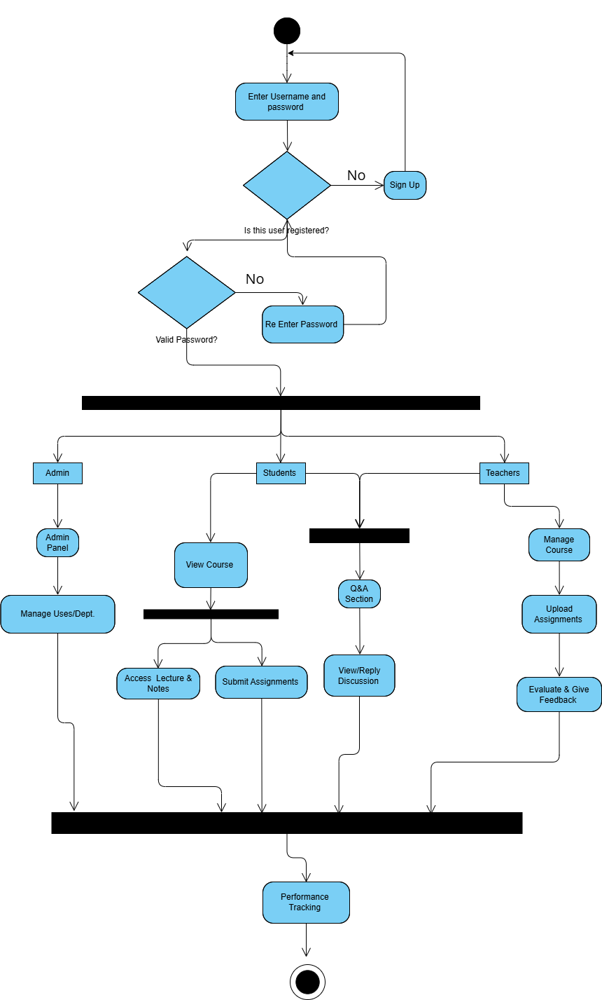 Enter Username and
password
No
Sign Up
Is this user registered?
No
Re Enter Password
Valid Password?
Admin
Students
Teachers
Admin
Panel
View Course
Manage
Course
Q&A
Section
Manage Uses/Dept.
Upload
Assignments
Access  Lecture &
Notes
Submit Assignments
View/Reply
Discussion
Evaluate & Give
Feedback
Performance
Tracking